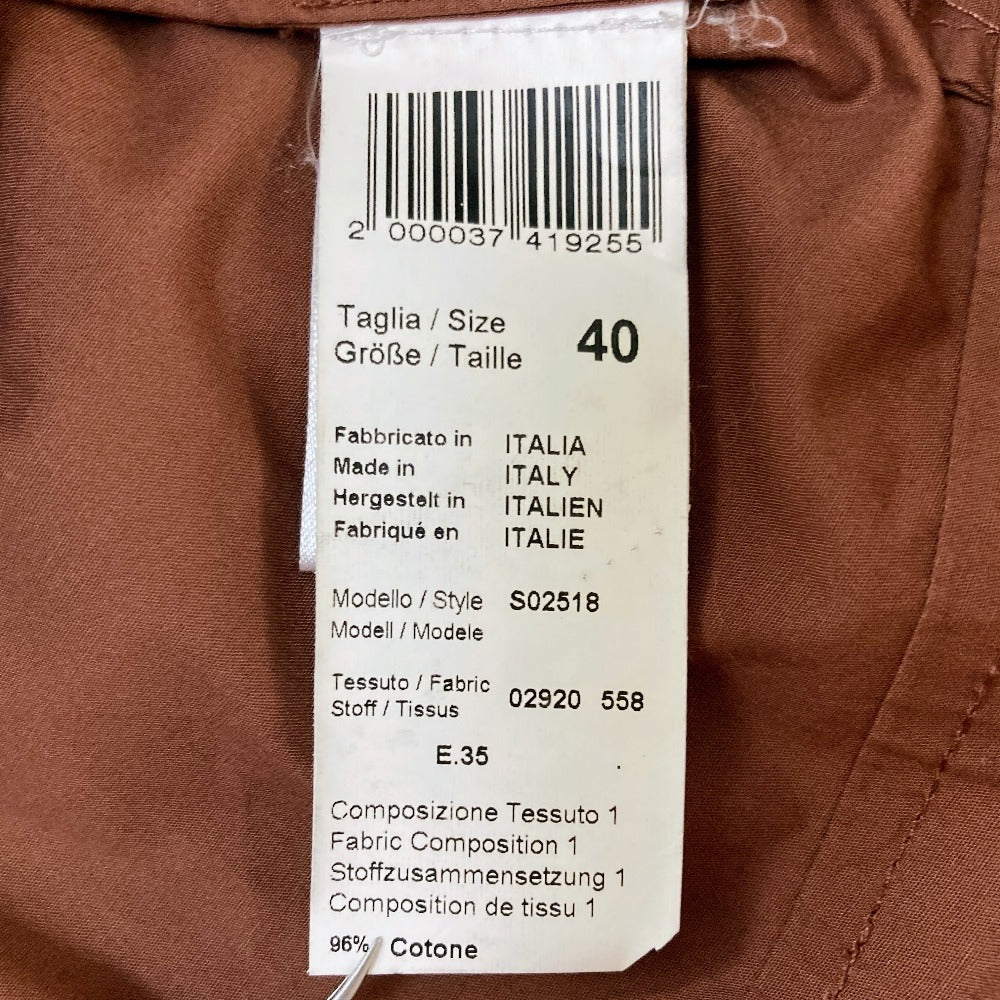 2 000037 419255
Taglia / Size
Größe / Taille
40
Fabbricato in ITALIA
Made in ITALY
Hergestelt in ITALIEN
Fabriqué en ITALIE
Modello / Style S02518
Modell / Modele
Tessuto / Fabric
Stoff / Tissus
02920 558
E.35
Composizione Tessuto 1
Fabric Composition 1
Stoffzusammensetzung 1
Composition de tissu 1
96% Cotone